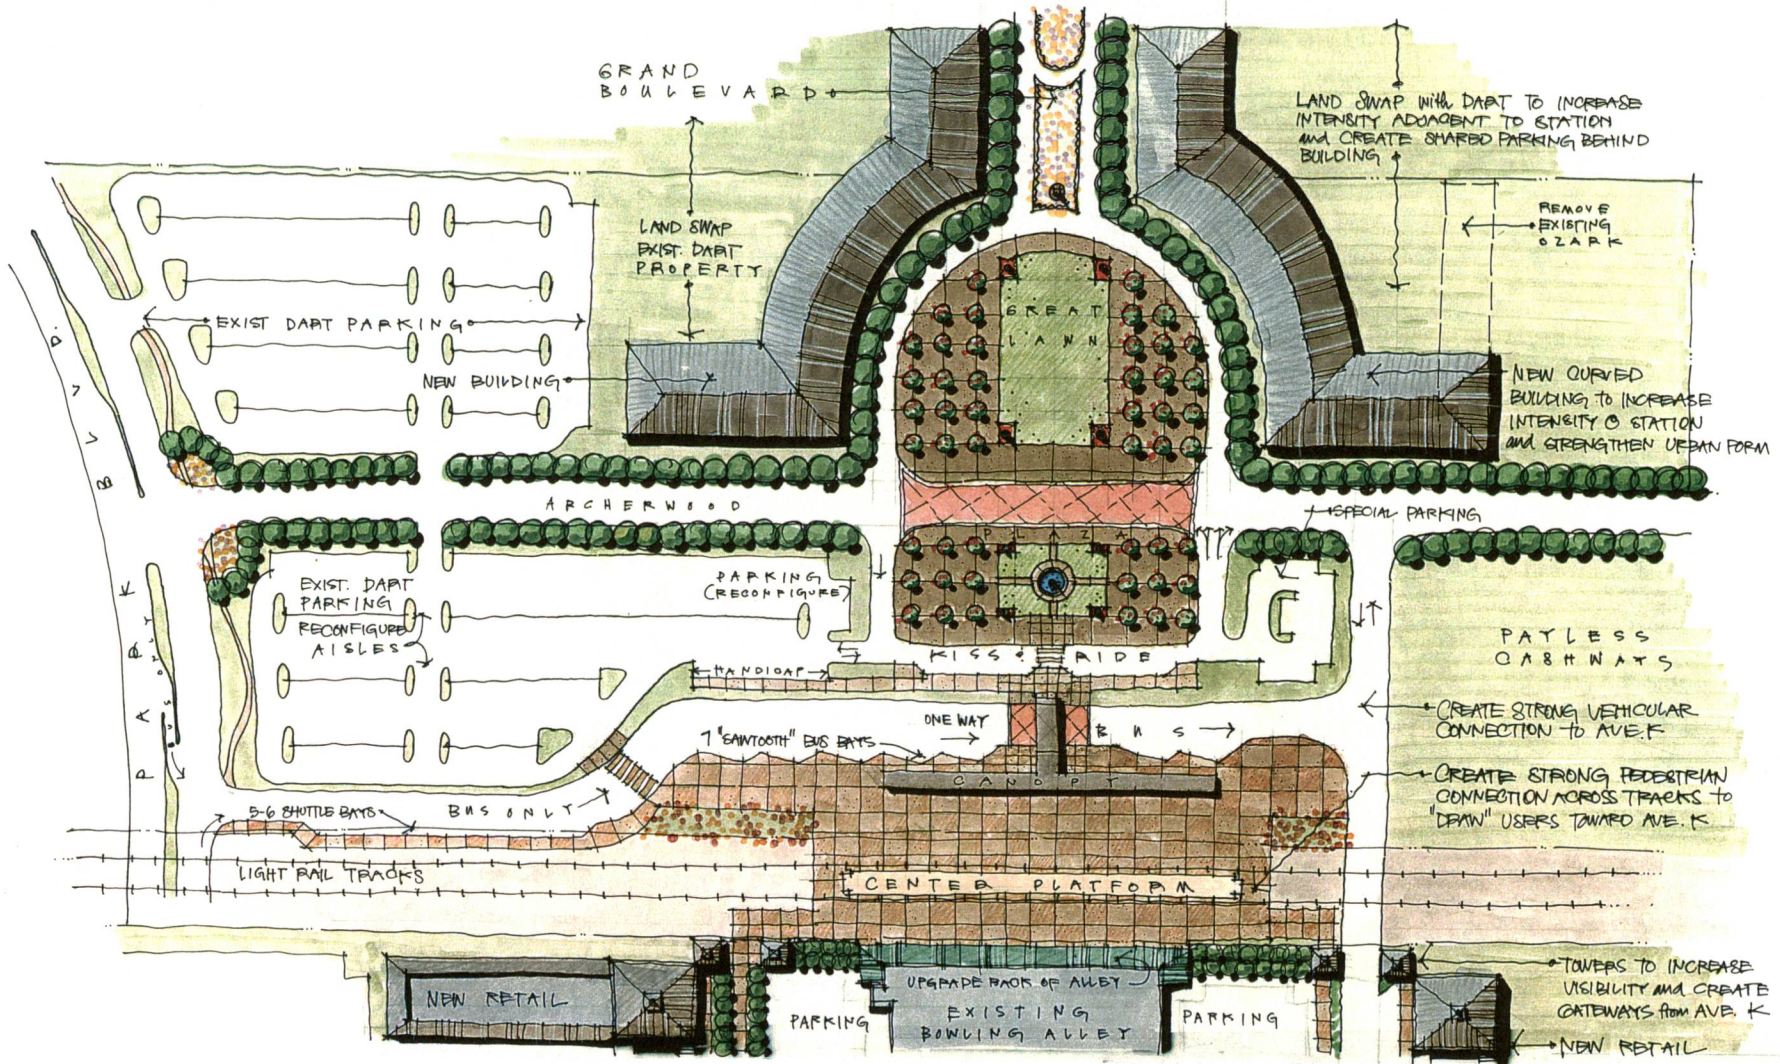 GRAND
BOULEVARD
LAND SWAP with DART TO INCREASE
INTENSITY ADJACENT TO STATION
and CREATE SHARED PARKING BEHIND
BUILDING
REMOVE
EXISTING
OZARK
LAND SWAP
EXIST. DART
PROPERTY
EXIST DART PARKING
NEW BUILDING
GREAT
LAWN
NEW CURVED
BUILDING TO INCREASE
INTENSITY @ STATION
and STRENGTHEN URBAN FORM
PARK BLVD.
ARCHERWOOD
SPECIAL PARKING
PLAZA
EXIST. DART
PARKING
RECONFIGURE
AISLES
PARKING
(RECONFIGURE)
KISS & RIDE
HANDICAP
PAYLESS
CASHWAYS
BUS ONLY
ONE WAY
BUS
7 "SAWTOOTH" BUS BAYS
CANOPY
CREATE STRONG VEHICULAR
CONNECTION TO AVE. K
CREATE STRONG PEDESTRIAN
CONNECTION ACROSS TRACKS TO
"DRAW" USERS TOWARD AVE. K
5-6 SHUTTLE BAYS
BUS ONLY
LIGHT RAIL TRACKS
CENTER PLATFORM
NEW RETAIL
PARKING
UPGRADE BACK OF ALLEY
EXISTING
BOWLING ALLEY
PARKING
TOWERS TO INCREASE
VISIBILITY and CREATE
GATEWAYS from AVE. K
NEW RETAIL